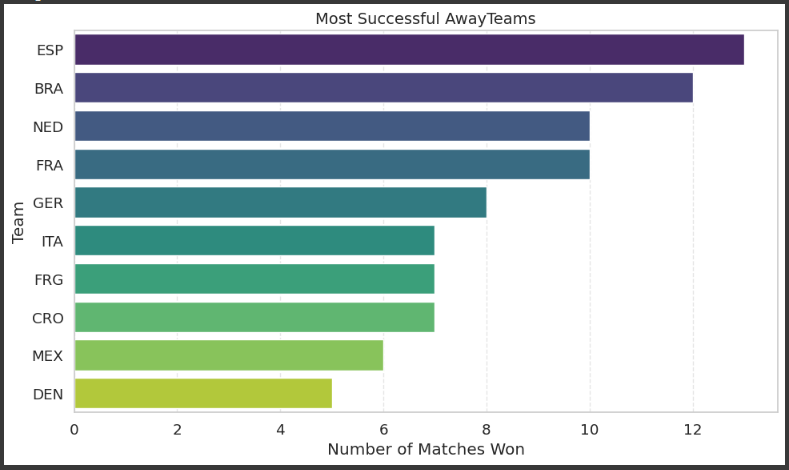 Most Successful AwayTeams
Team
ESP
BRA
NED
FRA
GER
ITA
FRG
CRO
MEX
DEN
0 2 4 6 8 10 12
Number of Matches Won